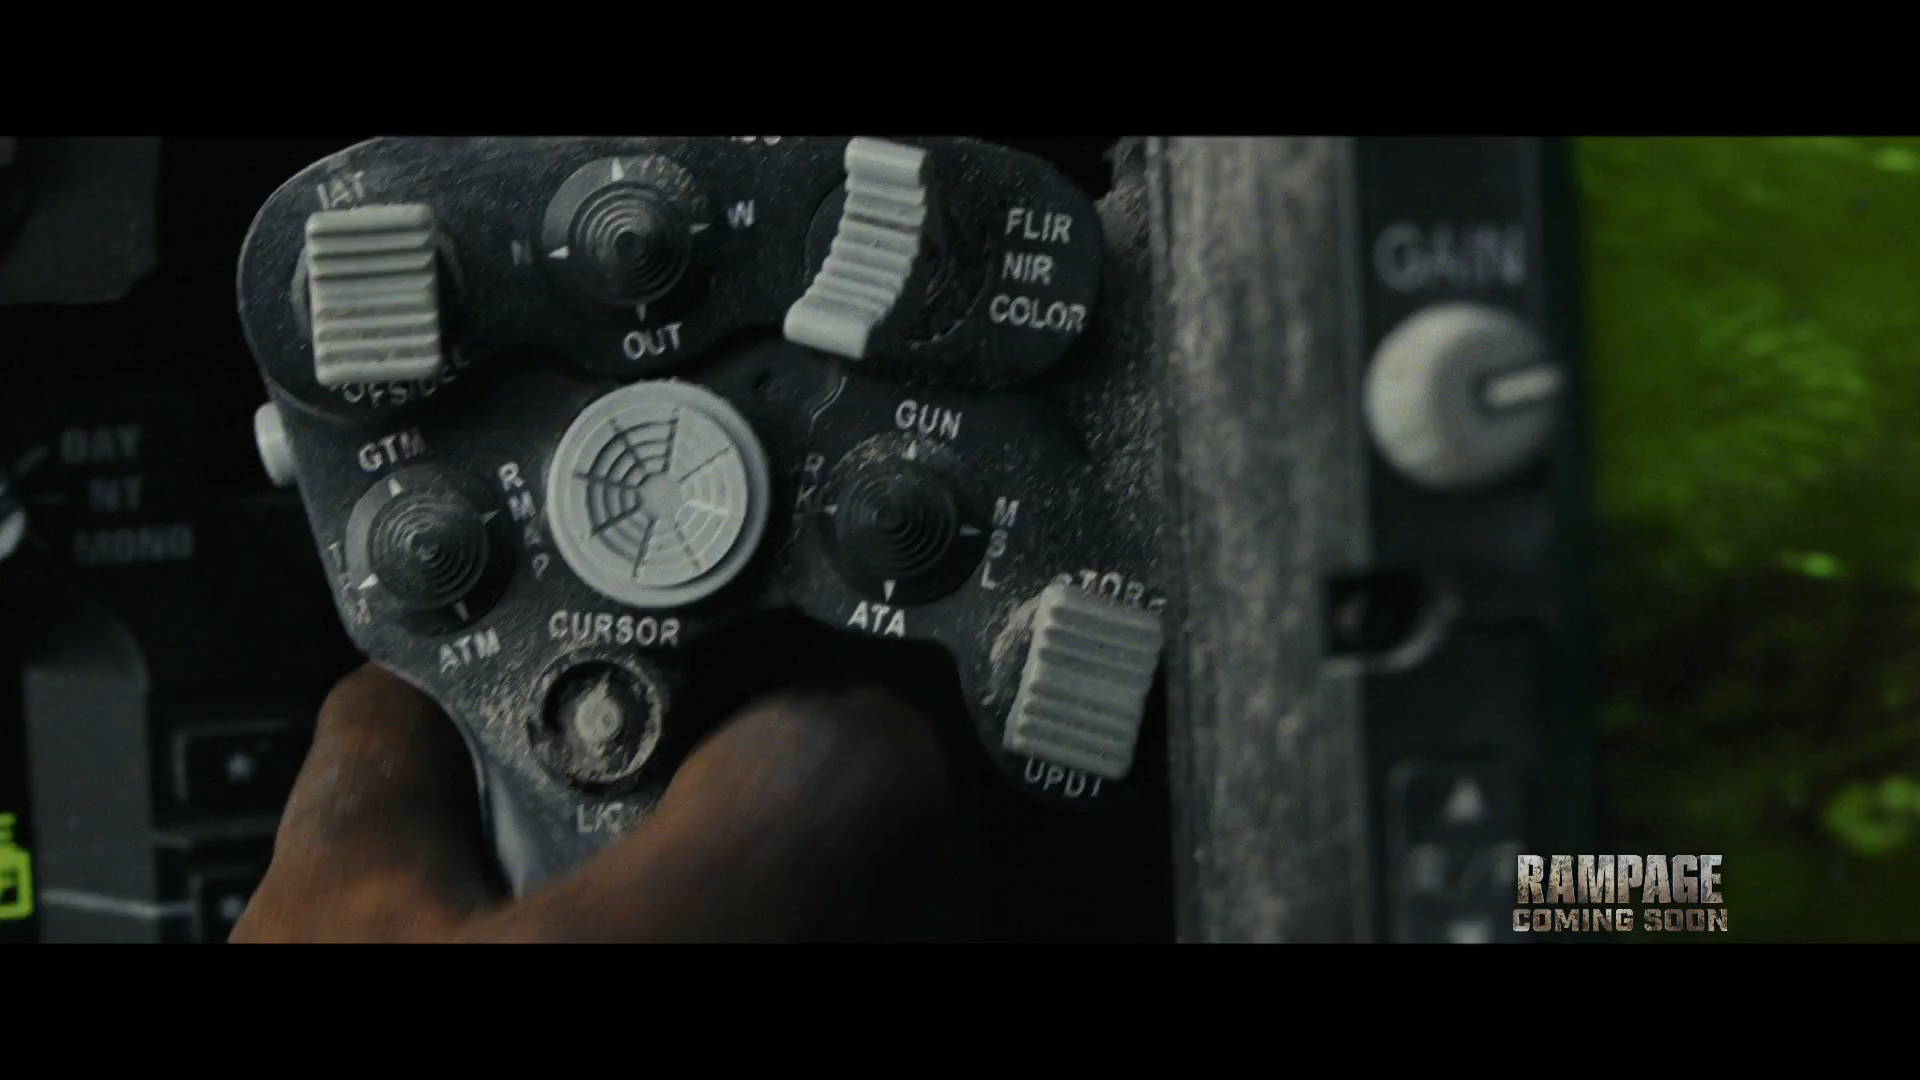 IAT
W
OUT
FLIR
NIR
COLOR
GAIN
GUN
GTM
MSL
CURSOR
ATA
ATM
UPDT
DAY
NT
MONO
RAMPAGE
COMING SOON